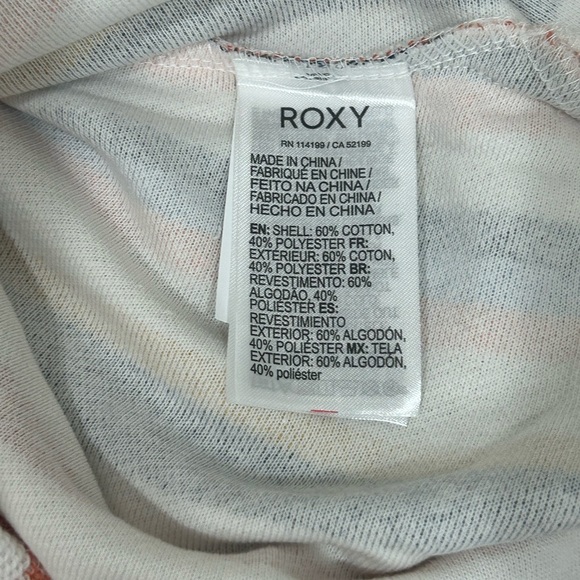 ROXY
RN 114199 / CA 52199
MADE IN CHINA /
FABRIQUÉ EN CHINE /
FEITO NA CHINA /
FABRICADO EN CHINA /
HECHO EN CHINA
EN: SHELL: 60% COTTON,
40% POLYESTER FR:
EXTÉRIEUR: 60% COTON,
40% POLYESTER BR:
REVESTIMENTO: 60%
ALGODÃO, 40%
POLIÉSTER ES:
REVESTIMIENTO
EXTERIOR: 60% ALGODÓN,
40% POLIÉSTER MX: TELA
EXTERIOR: 60% ALGODÓN,
40% poliéster